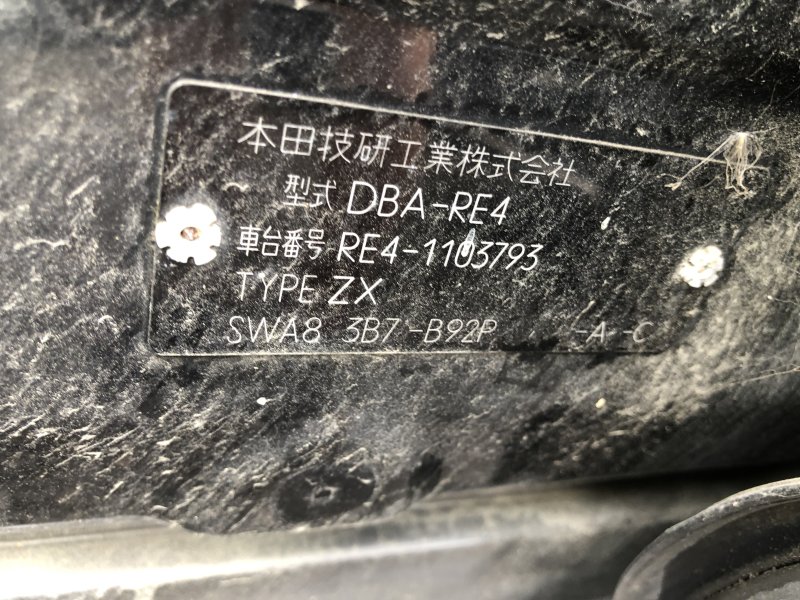 本田技研工業株式会社
型式 DBA-RE4
車台番号 RE4-1103793
TYPE ZX
SWA8 3B7-B92P -A -C